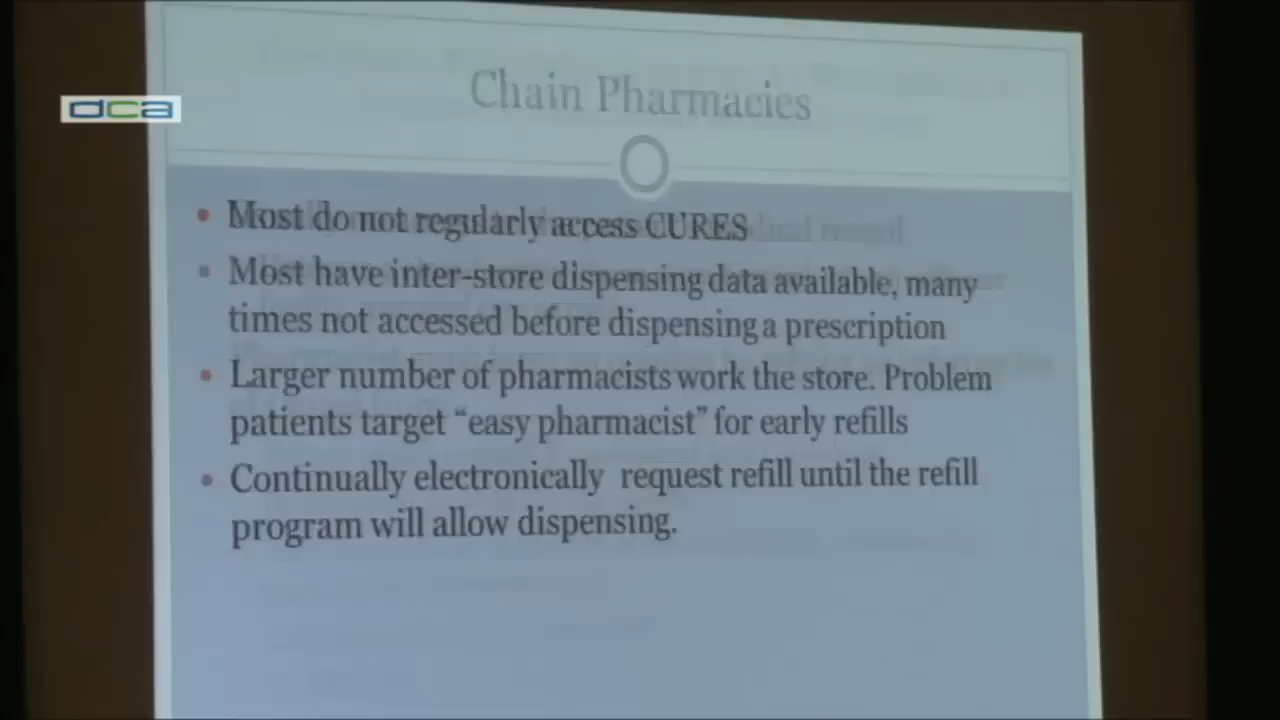 dca
Chain Pharmacies
• Most do not regularly access CURES
• Most have inter-store dispensing data available, many
times not accessed before dispensing a prescription
• Larger number of pharmacists work the store. Problem
patients target “easy pharmacist” for early refills
• Continually electronically request refill until the refill
program will allow dispensing.